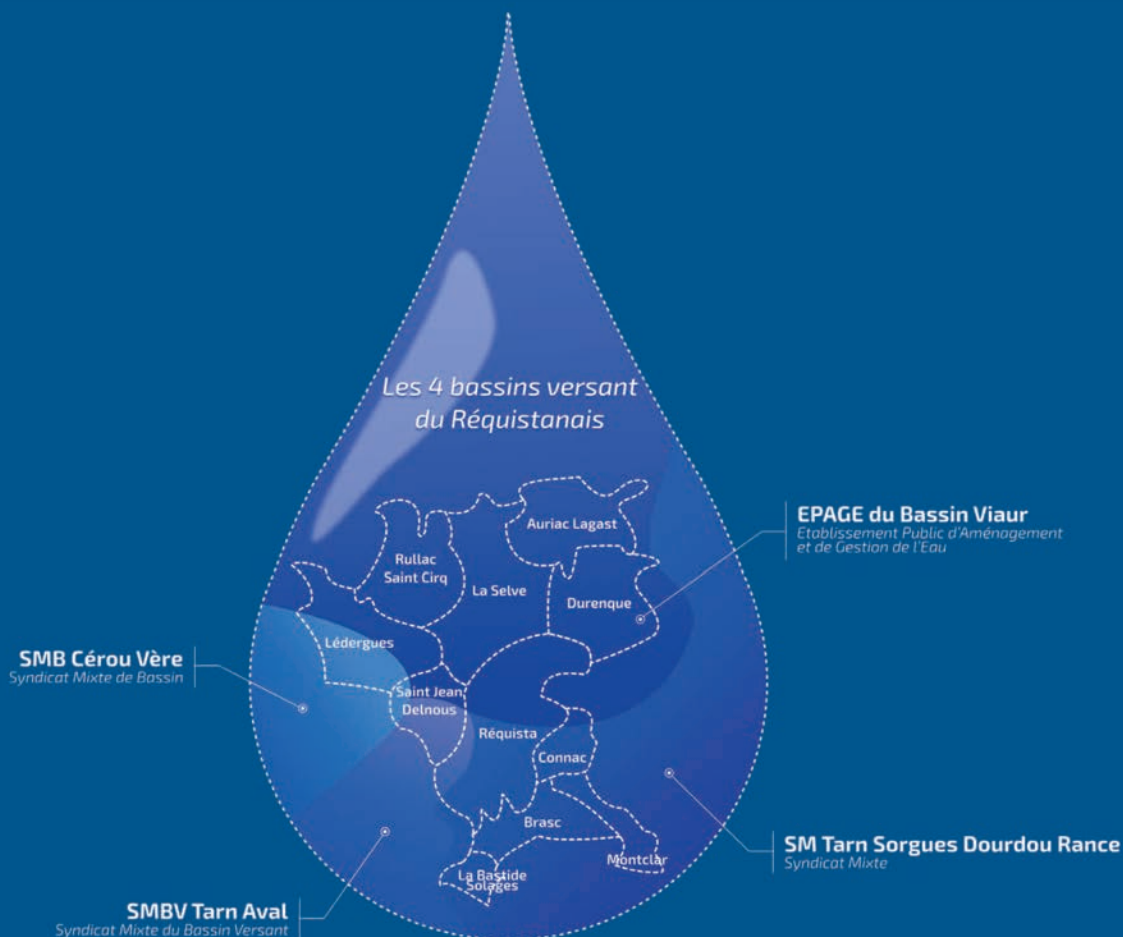 Les 4 bassins versant
du Réquistanais
Auriac Lagast
EPAGE du Bassin Viaur
Etablissement Public d'Aménagement
et de Gestion de l'Eau
Rullac
Saint Cirq
La Selve
Durenque
Lédergues
SMB Cérou Vère
Syndicat Mixte de Bassin
Saint Jean
Delnous
Réquista
Connac
Brasc
SM Tarn Sorgues Dourdou Rance
Syndicat Mixte
Montclar
La Bastide
Solages
SMBV Tarn Aval
Syndicat Mixte du Bassin Versant